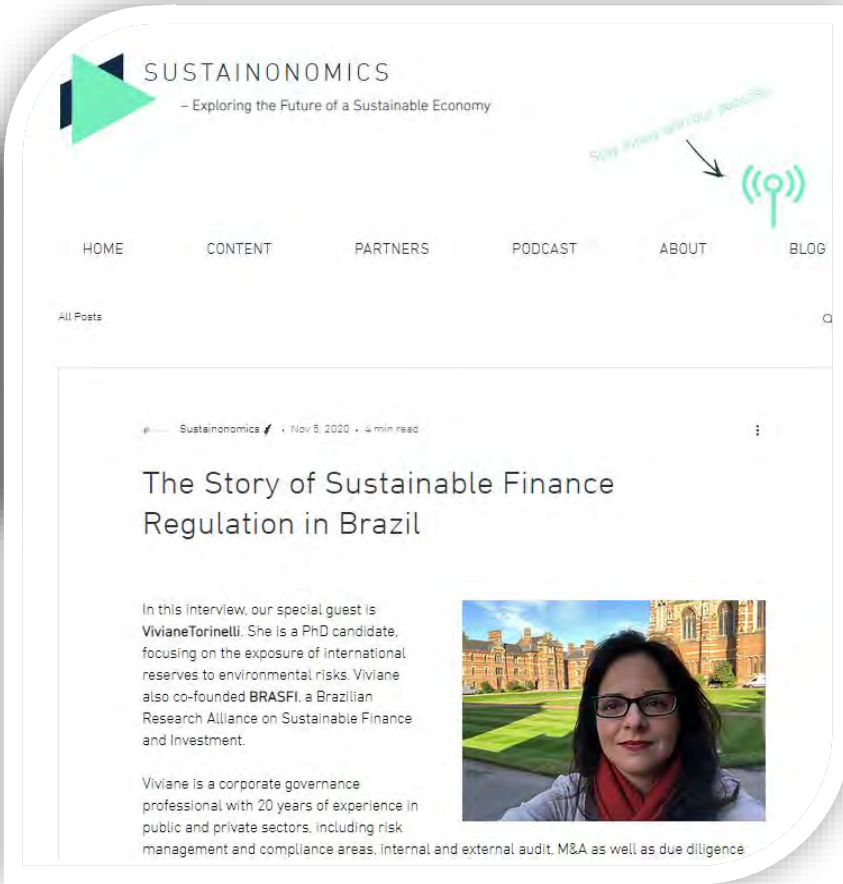 SUSTAINONOMICS
– Exploring the Future of a Sustainable Economy
Stay tuned with our podcast
HOME CONTENT PARTNERS PODCAST ABOUT BLOG
All Posts
Sustainonomics · Nov 5, 2020 · 4 min read
The Story of Sustainable Finance
Regulation in Brazil
In this interview, our special guest is
VivianeTorinelli. She is a PhD candidate,
focusing on the exposure of international
reserves to environmental risks. Viviane
also co-founded BRASFI, a Brazilian
Research Alliance on Sustainable Finance
and Investment.
Viviane is a corporate governance
professional with 20 years of experience in
public and private sectors, including risk
management and compliance areas, internal and external audit, M&A as well as due diligence